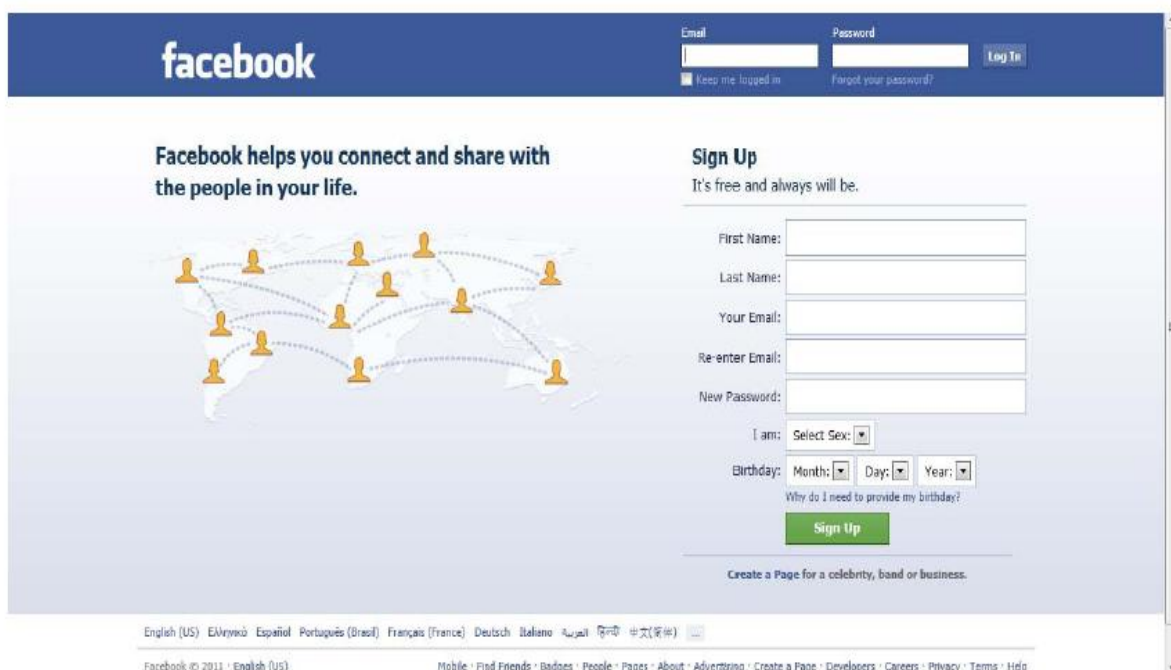 facebook
Email
Password
Log In
Keep me logged in
Forgot your password?
Facebook helps you connect and share with
the people in your life.
Sign Up
It's free and always will be.
First Name:
Last Name:
Your Email:
Re-enter Email:
New Password:
I am: Select Sex:
Birthday: Month: Day: Year:
Why do I need to provide my birthday?
Sign Up
Create a Page for a celebrity, band or business.
English (US) Ελληνικά Español Português (Brasil) Français (France) Deutsch Italiano العربية हिन्दी 中文(简体) ...
Facebook © 2011 · English (US)
Mobile · Find Friends · Badges · People · Pages · About · Advertising · Create a Page · Developers · Careers · Privacy · Terms · Help